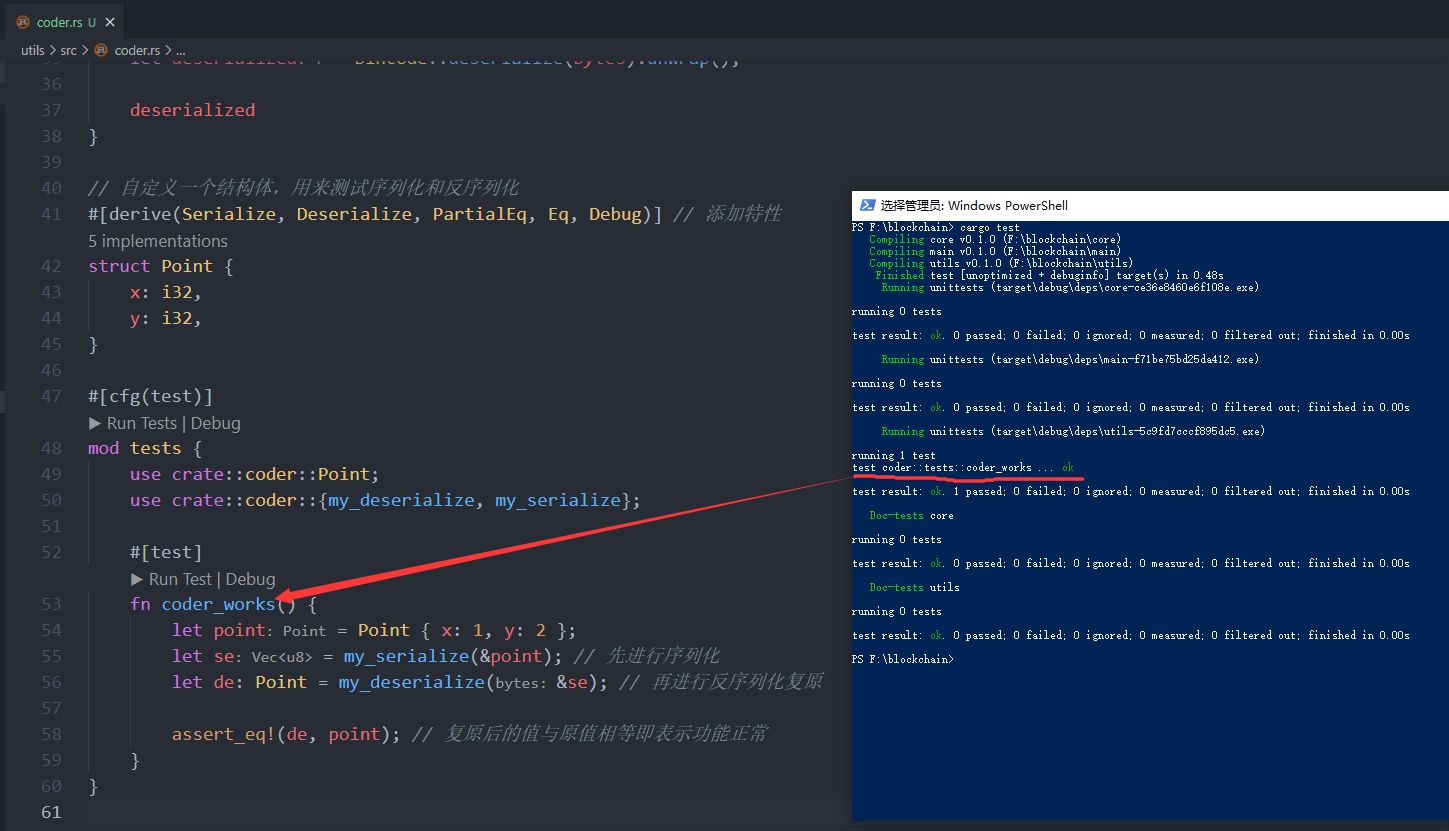 coder.rs U
utils > src > coder.rs > ...
36
37 deserialized
38 }
39
40 // 自定义一个结构体，用来测试序列化和反序列化
41 #[derive(Serialize, Deserialize, PartialEq, Eq, Debug)] // 添加特性
5 implementations
42 struct Point {
43 x: i32,
44 y: i32,
45 }
46
47 #[cfg(test)]
▶ Run Tests | Debug
48 mod tests {
49 use crate::coder::Point;
50 use crate::coder::{my_deserialize, my_serialize};
51
52 #[test]
▶ Run Test | Debug
53 fn coder_works() {
54 let point: Point = Point { x: 1, y: 2 };
55 let se: Vec<u8> = my_serialize(&point); // 先进行序列化
56 let de: Point = my_deserialize(bytes: &se); // 再进行反序列化复原
57
58 assert_eq!(de, point); // 复原后的值与原值相等即表示功能正常
59 }
60 }
61
选择管理员: Windows PowerShell
PS F:\blockchain> cargo test
Compiling core v0.1.0 (F:\blockchain\core)
Compiling main v0.1.0 (F:\blockchain\main)
Compiling utils v0.1.0 (F:\blockchain\utils)
Finished test [unoptimized + debuginfo] target(s) in 0.48s
Running unittests (target\debug\deps\core-ce36e8460e6f108e.exe)
running 0 tests
test result: ok. 0 passed; 0 failed; 0 ignored; 0 measured; 0 filtered out; finished in 0.00s
Running unittests (target\debug\deps\main-f71be75bd25da412.exe)
running 0 tests
test result: ok. 0 passed; 0 failed; 0 ignored; 0 measured; 0 filtered out; finished in 0.00s
Running unittests (target\debug\deps\utils-5c9fd7cccf895dc5.exe)
running 1 test
test coder::tests::coder_works ... ok
test result: ok. 1 passed; 0 failed; 0 ignored; 0 measured; 0 filtered out; finished in 0.00s
Doc-tests core
running 0 tests
test result: ok. 0 passed; 0 failed; 0 ignored; 0 measured; 0 filtered out; finished in 0.00s
Doc-tests utils
running 0 tests
test result: ok. 0 passed; 0 failed; 0 ignored; 0 measured; 0 filtered out; finished in 0.00s
PS F:\blockchain>